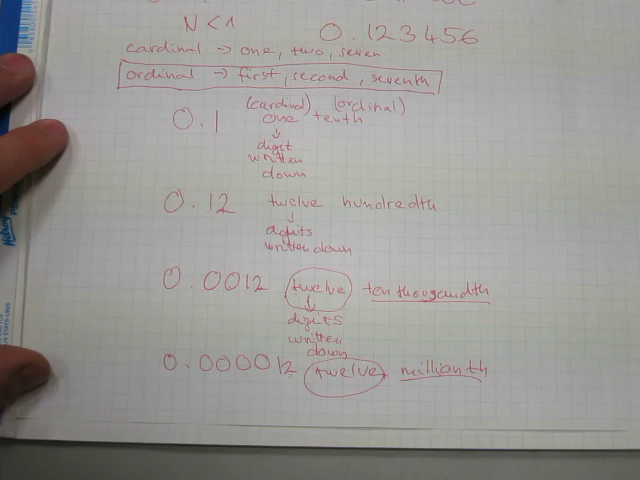 N < 1
0.123456
cardinal → one, two, seven
ordinal → first, second, seventh
(cardinal) (ordinal)
0.1 one tenth
↓
digit
written
down
0.12 twelve hundredth
↓
digits
written down
0.0012 twelve ten thousandth
↓
digits
written
down
0.000012 twelve millianth